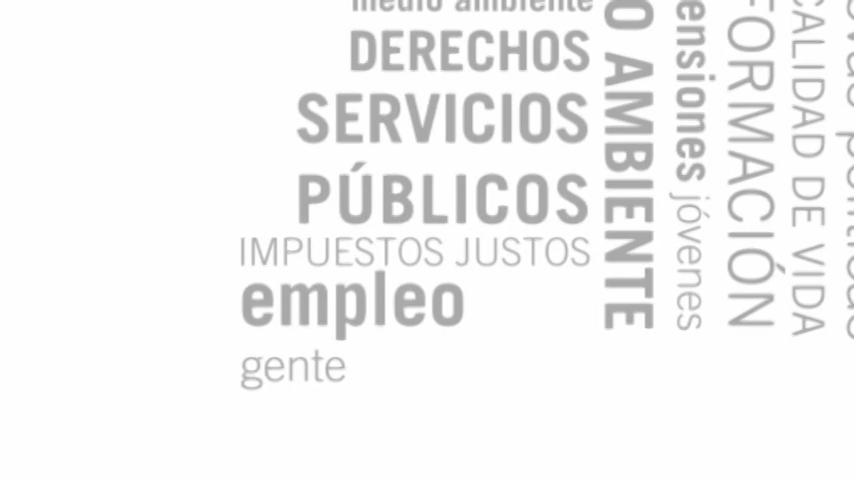 medio ambiente
DERECHOS
SERVICIOS
PÚBLICOS
IMPUESTOS JUSTOS
empleo
gente
O AMBIENTE
ensiones jóvenes
FORMACIÓN
CALIDAD DE VIDA